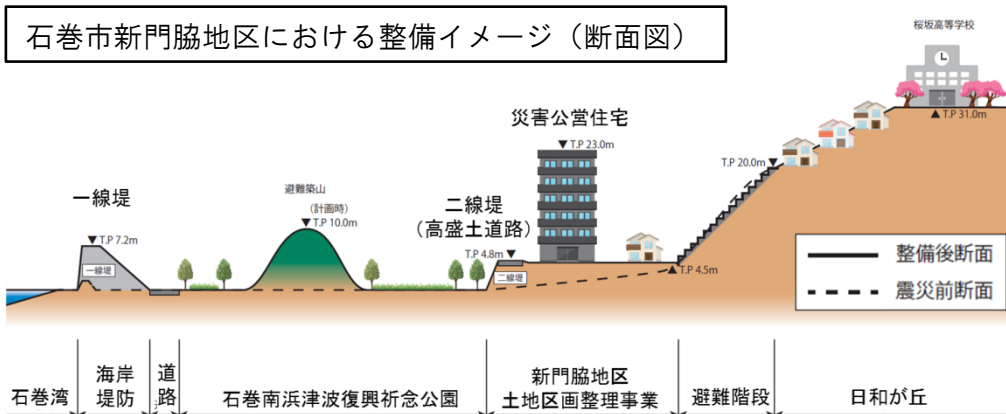 石巻市新門脇地区における整備イメージ（断面図）
桜坂高等学校
▲T.P 31.0m
災害公営住宅
▼T.P 23.0m
T.P 20.0m▼
避難築山
（計画時）
▼T.P 10.0m
一線堤
▼T.P 7.2m
一線堤
二線堤
（高盛土道路）
T.P 4.8m▼
二線堤
▲T.P 4.5m
整備後断面
震災前断面
石巻湾
海岸
堤防
道
路
石巻南浜津波復興祈念公園
新門脇地区
土地区画整理事業
避難階段
日和が丘